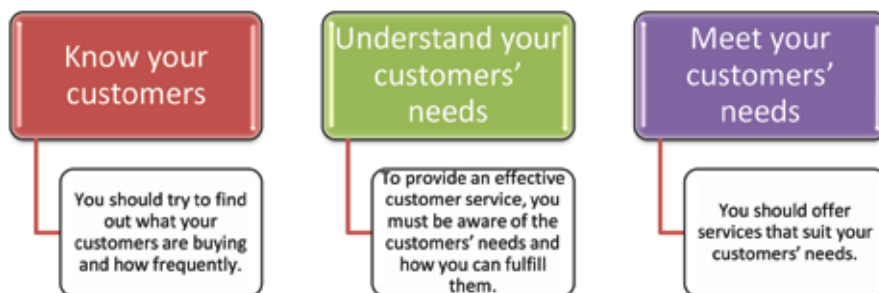 Know your
customers
You should try to find
out what your
customers are buying
and how frequently.
Understand your
customers’
needs
To provide an effective
customer service, you
must be aware of the
customers’ needs and
how you can fulfill
them.
Meet your
customers’
needs
You should offer
services that suit your
customers’ needs.